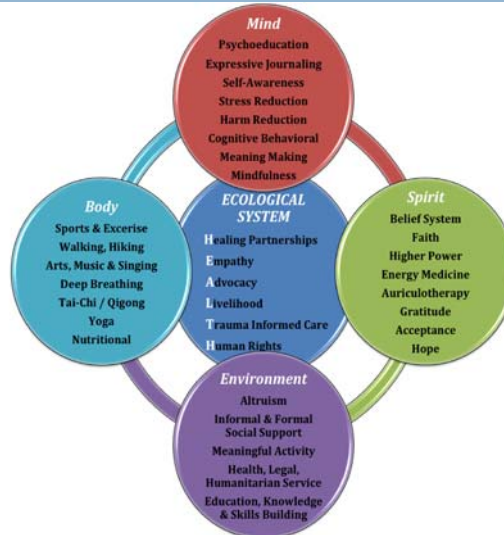 Mind
Psychoeducation
Expressive Journaling
Self-Awareness
Stress Reduction
Harm Reduction
Cognitive Behavioral
Meaning Making
Mindfulness
Body
Sports & Excerise
Walking, Hiking
Arts, Music & Singing
Deep Breathing
Tai-Chi / Qigong
Yoga
Nutritional
ECOLOGICAL
SYSTEM
Healing Partnerships
Empathy
Advocacy
Livelihood
Trauma Informed Care
Human Rights
Spirit
Belief System
Faith
Higher Power
Energy Medicine
Auriculotherapy
Gratitude
Acceptance
Hope
Environment
Altruism
Informal & Formal
Social Support
Meaningful Activity
Health, Legal,
Humanitarian Service
Education, Knowledge
& Skills Building